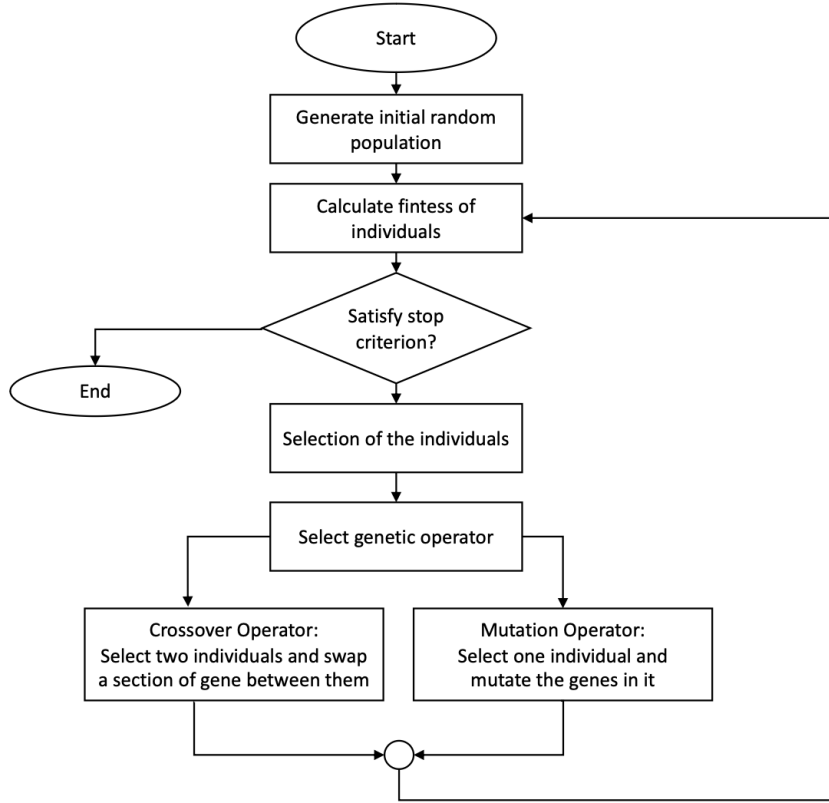 Start
Generate initial random
population
Calculate fintess of
individuals
Satisfy stop
criterion?
End
Selection of the individuals
Select genetic operator
Crossover Operator:
Select two individuals and swap
a section of gene between them
Mutation Operator:
Select one individual and
mutate the genes in it